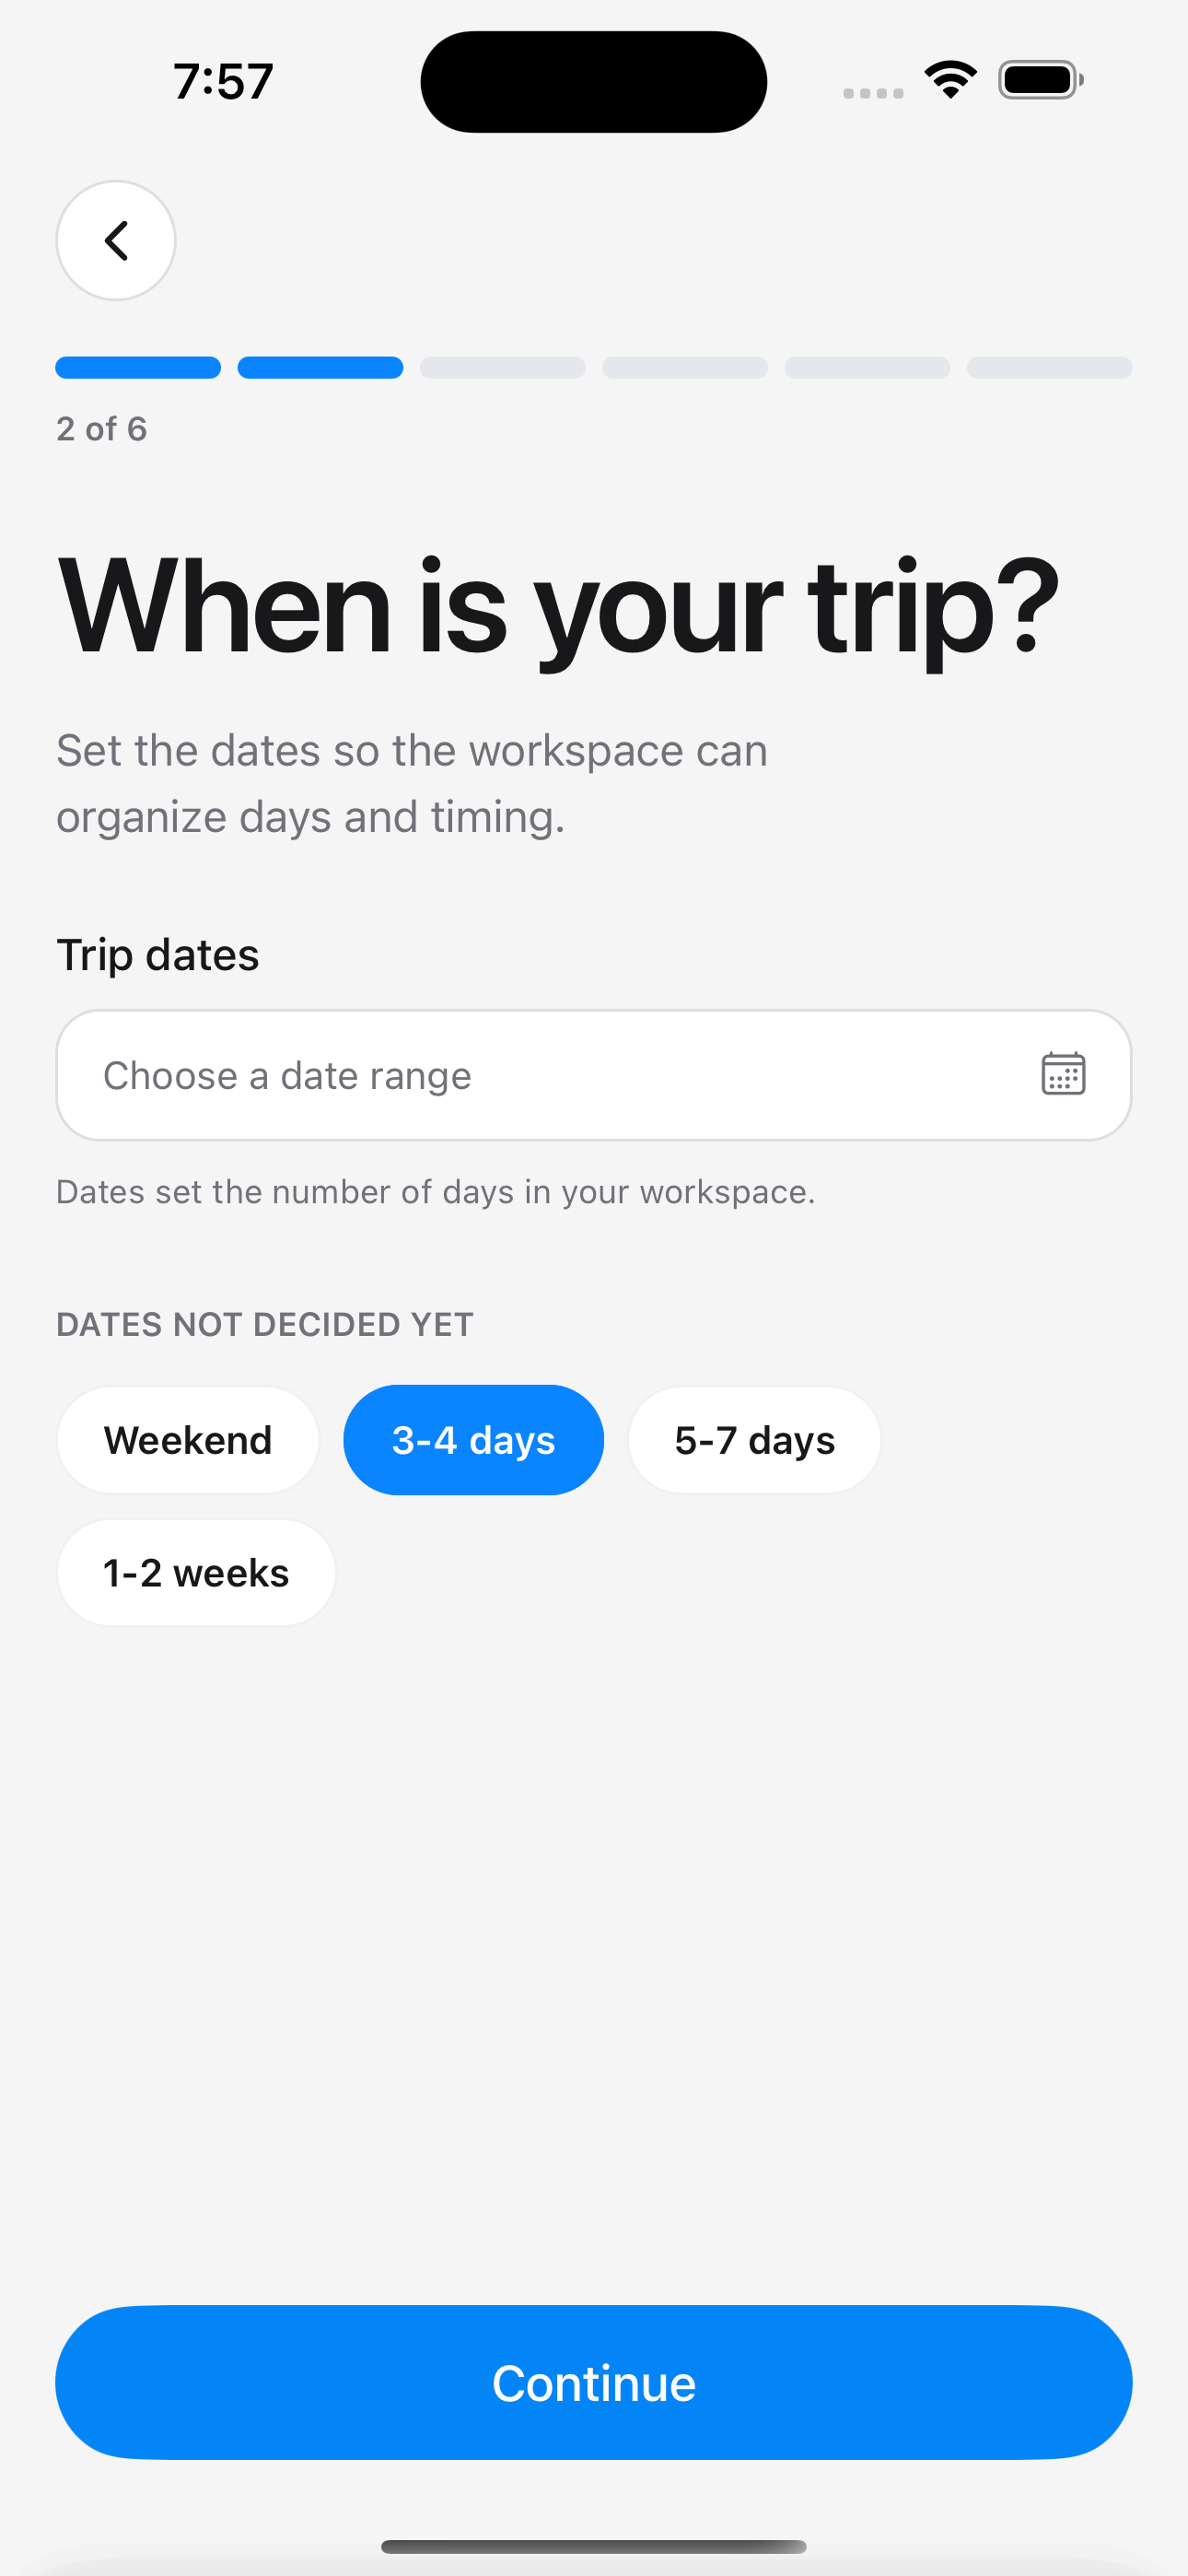 7:57
2 of 6
When is your trip?
Set the dates so the workspace can
organize days and timing.
Trip dates
Choose a date range
Dates set the number of days in your workspace.
DATES NOT DECIDED YET
Weekend
3-4 days
5-7 days
1-2 weeks
Continue